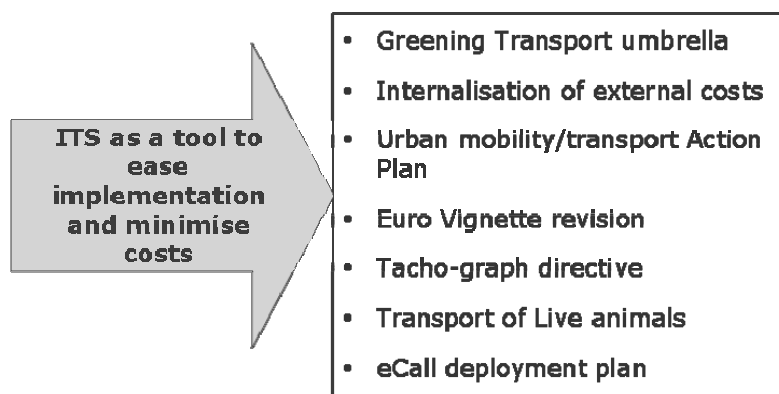 ITS as a tool to
ease
implementation
and minimise
costs
• Greening Transport umbrella
• Internalisation of external costs
• Urban mobility/transport Action
Plan
• Euro Vignette revision
• Tacho-graph directive
• Transport of Live animals
• eCall deployment plan